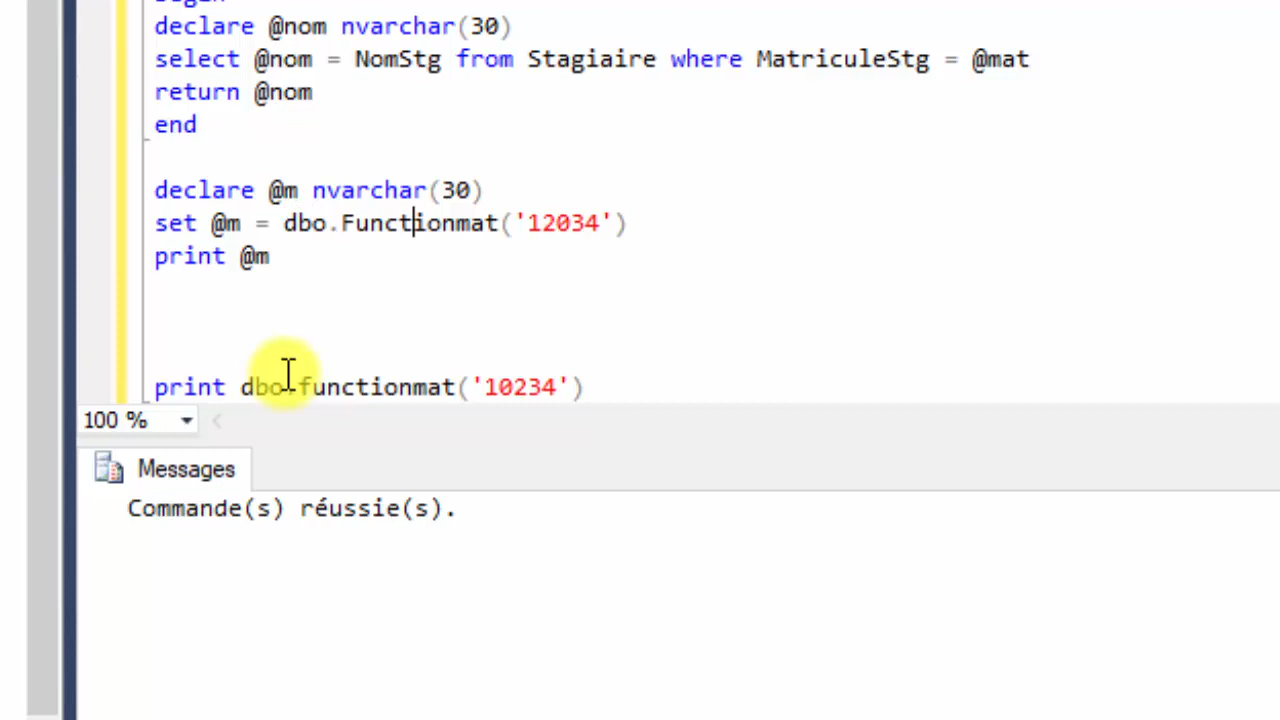 begin
declare @nom nvarchar(30)
select @nom = NomStg from Stagiaire where MatriculeStg = @mat
return @nom
end
declare @m nvarchar(30)
set @m = dbo.Functionmat('12034')
print @m
print dbo.functionmat('10234')
100 %
Messages
Commande(s) réussie(s).